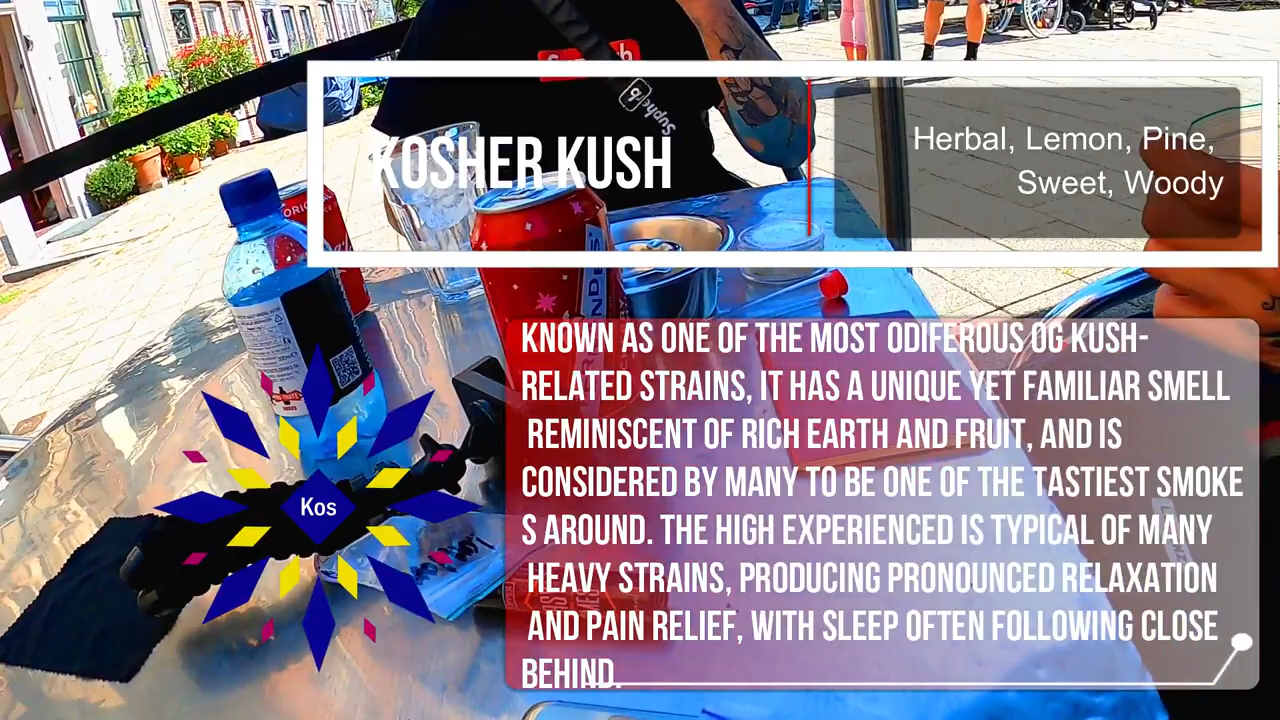 KOSHER KUSH
Herbal, Lemon, Pine,
Sweet, Woody
Supherb
ORIGI
KNOWN AS ONE OF THE MOST ODIFEROUS OG KUSH-
RELATED STRAINS, IT HAS A UNIQUE YET FAMILIAR SMELL
REMINISCENT OF RICH EARTH AND FRUIT, AND IS
CONSIDERED BY MANY TO BE ONE OF THE TASTIEST SMOKE
S AROUND. THE HIGH EXPERIENCED IS TYPICAL OF MANY
HEAVY STRAINS, PRODUCING PRONOUNCED RELAXATION
AND PAIN RELIEF, WITH SLEEP OFTEN FOLLOWING CLOSE
BEHIND.
Kos